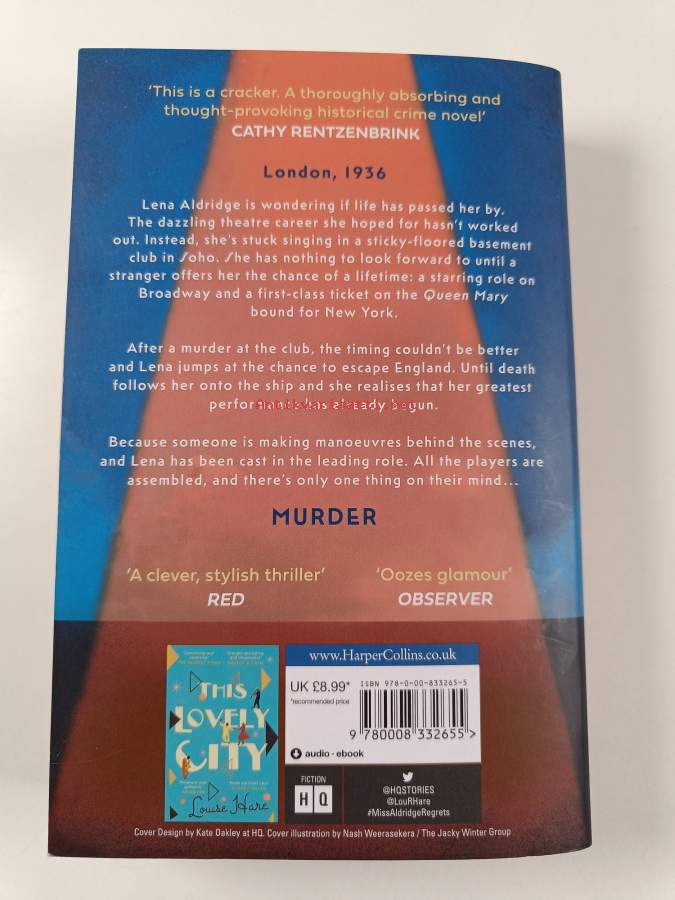 'This is a cracker. A thoroughly absorbing and
thought-provoking historical crime novel'
CATHY RENTZENBRINK
London, 1936
Lena Aldridge is wondering if life has passed her by.
The dazzling theatre career she hoped for hasn't worked
out. Instead, she's stuck singing in a sticky-floored basement
club in Soho. She has nothing to look forward to until a
stranger offers her the chance of a lifetime: a starring role on
Broadway and a first-class ticket on the Queen Mary
bound for New York.
After a murder at the club, the timing couldn't be better
and Lena jumps at the chance to escape England. Until death
follows her onto the ship and she realises that her greatest
performance has already begun.
Because someone is making manoeuvres behind the scenes,
and Lena has been cast in the leading role. All the players are
assembled, and there's only one thing on their mind...
MURDER
'A clever, stylish thriller'
RED
'Oozes glamour'
OBSERVER
THIS
LOVELY
CITY
Louise Hare
www.HarperCollins.co.uk
UK £8.99*
*recommended price
ISBN 978-0-00-833265-5
9 780008 332655 >
audio · ebook
FICTION
HQ
@HQSTORIES
@LouRHare
#MissAldridgeRegrets
Cover Design by Kate Oakley at HQ. Cover illustration by Nash Weerasekera / The Jacky Winter Group